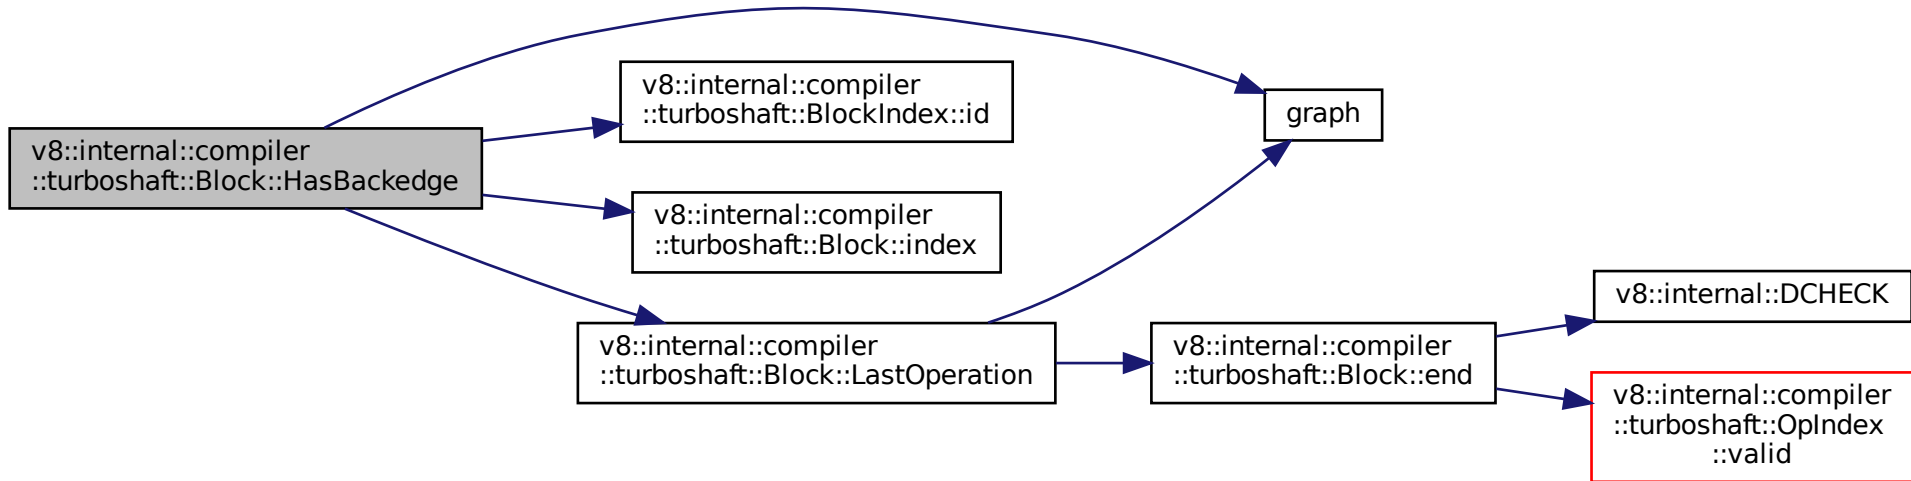 v8::internal::compiler
::turboshaft::Block::HasBackedge
v8::internal::compiler
::turboshaft::BlockIndex::id
v8::internal::compiler
::turboshaft::Block::index
v8::internal::compiler
::turboshaft::Block::LastOperation
graph
v8::internal::compiler
::turboshaft::Block::end
v8::internal::DCHECK
v8::internal::compiler
::turboshaft::OpIndex
::valid